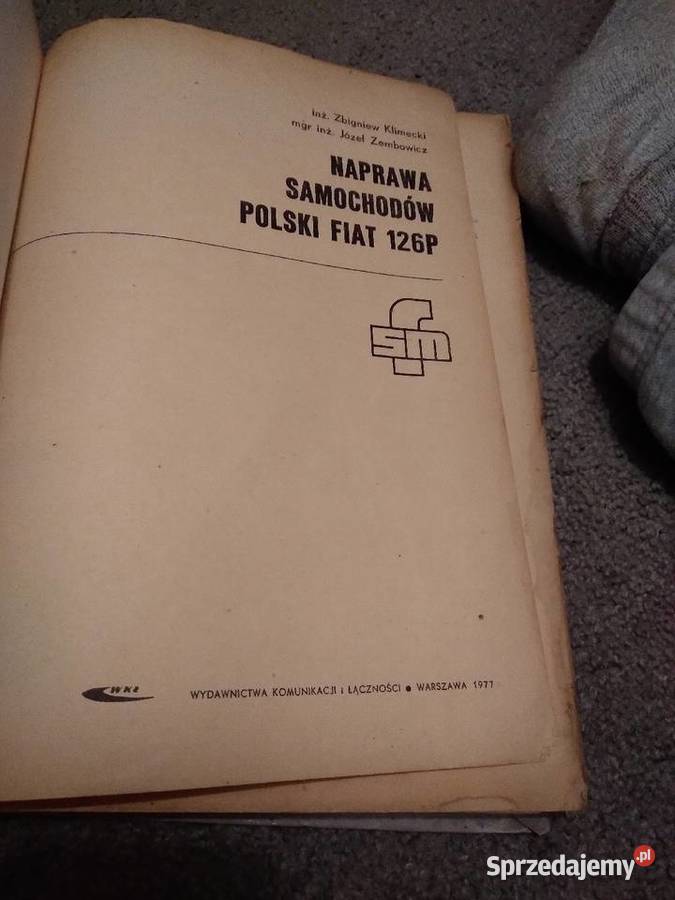 inż. Zbigniew Klimecki
mgr inż. Józef Zembowicz
NAPRAWA
SAMOCHODÓW
POLSKI FIAT 126P
fsm
WKŁ
WYDAWNICTWA KOMUNIKACJI i ŁĄCZNOŚCI ● WARSZAWA 1977
Sprzedajemy.pl